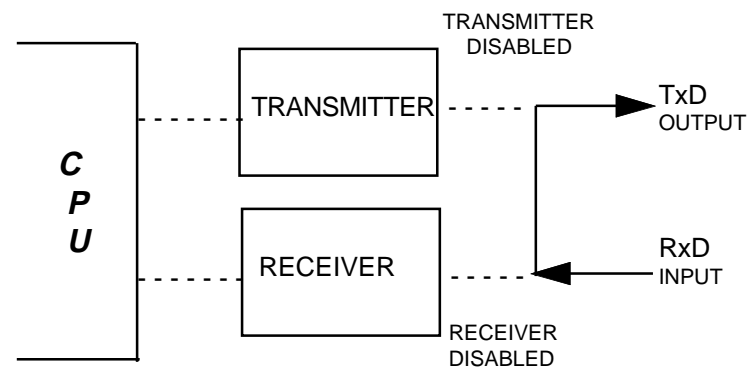 TRANSMITTER
DISABLED
TRANSMITTER
TxD
OUTPUT
C
P
U
RECEIVER
RxD
INPUT
RECEIVER
DISABLED